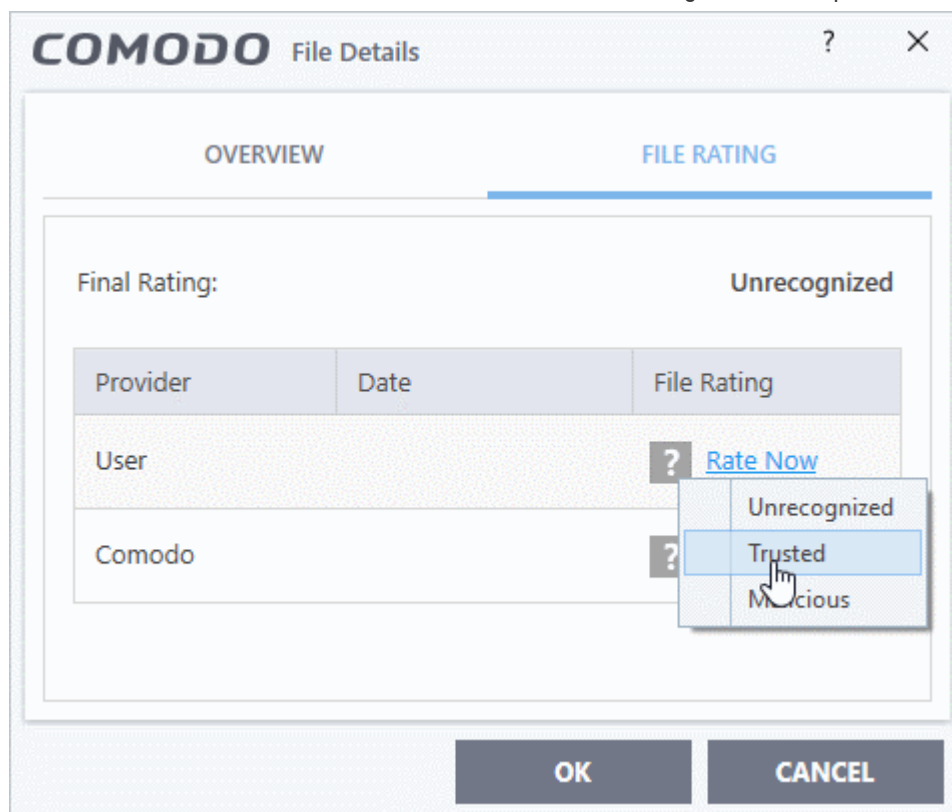 COMODO File Details ? ×
OVERVIEW FILE RATING
Final Rating: Unrecognized
Provider Date File Rating
User ? Rate Now
Unrecognized
Comodo ? Trusted
Malicious
OK CANCEL